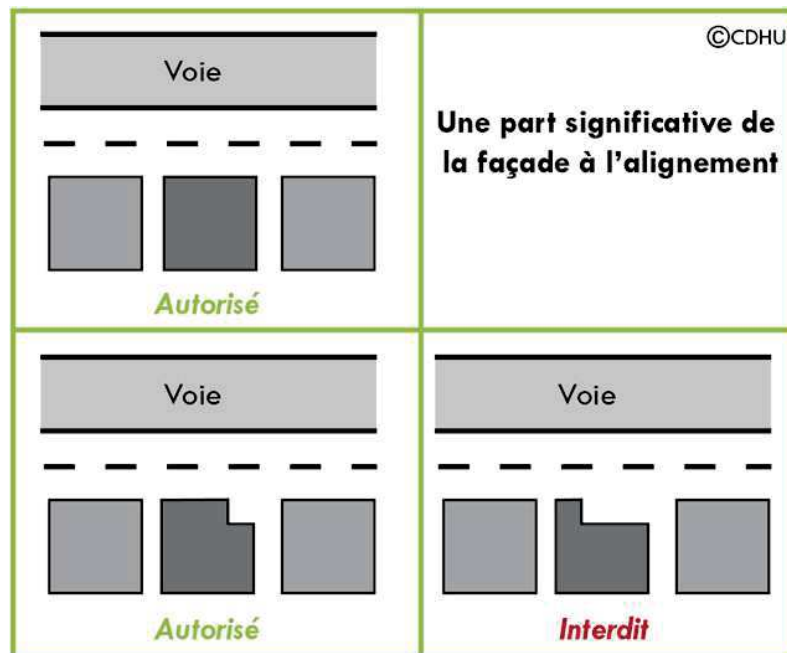 Voie
Autorisé
©CDHU
Une part significative de
la façade à l'alignement
Voie
Autorisé
Voie
Interdit